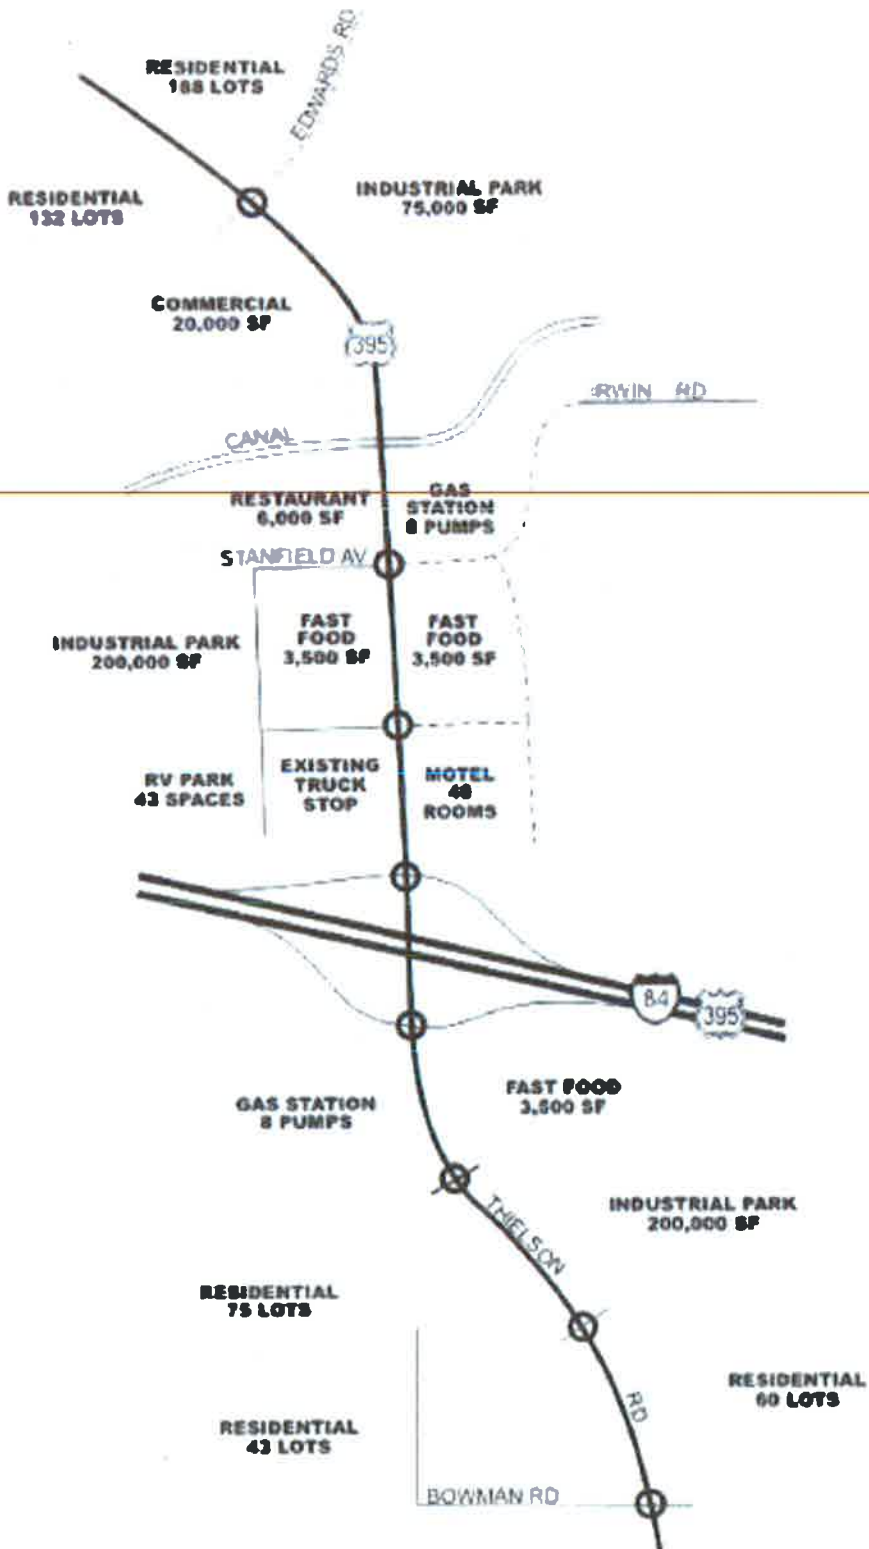 EDWARDS RD
RESIDENTIAL
188 LOTS
RESIDENTIAL
132 LOTS
INDUSTRIAL PARK
75,000 SF
COMMERCIAL
20,000 SF
395
IRWIN RD
CANAL
RESTAURANT
6,000 SF
GAS
STATION
8 PUMPS
STANFIELD AV
INDUSTRIAL PARK
200,000 SF
FAST
FOOD
3,500 SF
FAST
FOOD
3,500 SF
RV PARK
43 SPACES
EXISTING
TRUCK
STOP
MOTEL
48
ROOMS
84
395
FAST FOOD
3,500 SF
GAS STATION
8 PUMPS
INDUSTRIAL PARK
200,000 SF
THIELSON
RD
RESIDENTIAL
75 LOTS
RESIDENTIAL
60 LOTS
RESIDENTIAL
43 LOTS
BOWMAN RD